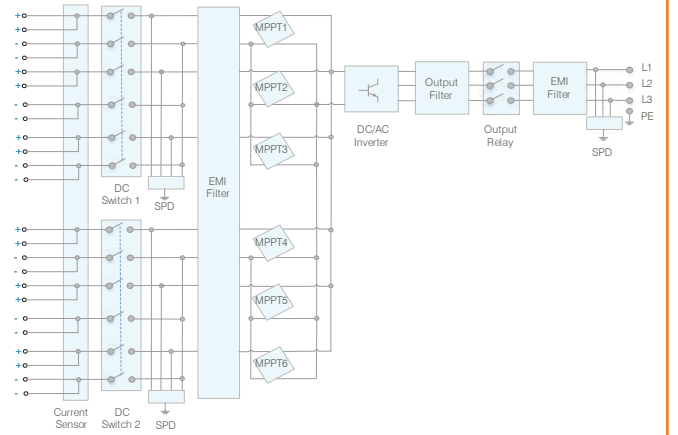 +
+
-
-
+
+
-
-
+
+
-
-
+
+
-
-
+
+
-
-
+
+
-
-
Current
Sensor
DC
Switch 1
SPD
DC
Switch 2
SPD
EMI
Filter
MPPT1
MPPT2
MPPT3
MPPT4
MPPT5
MPPT6
DC/AC
Inverter
Output
Filter
Output
Relay
EMI
Filter
SPD
L1
L2
L3
PE